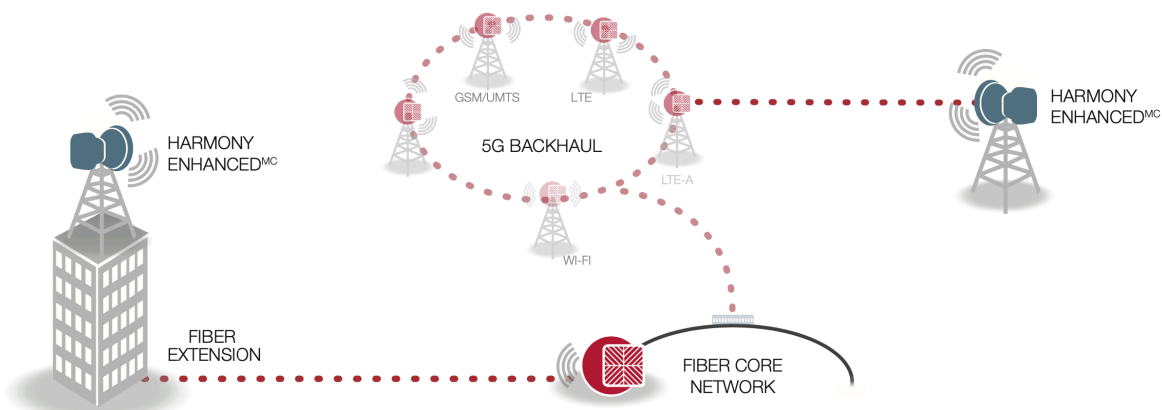 GSM/UMTS
LTE
HARMONY
ENHANCEDMC
HARMONY
ENHANCEDMC
5G BACKHAUL
LTE-A
WI-FI
FIBER
EXTENSION
FIBER CORE
NETWORK